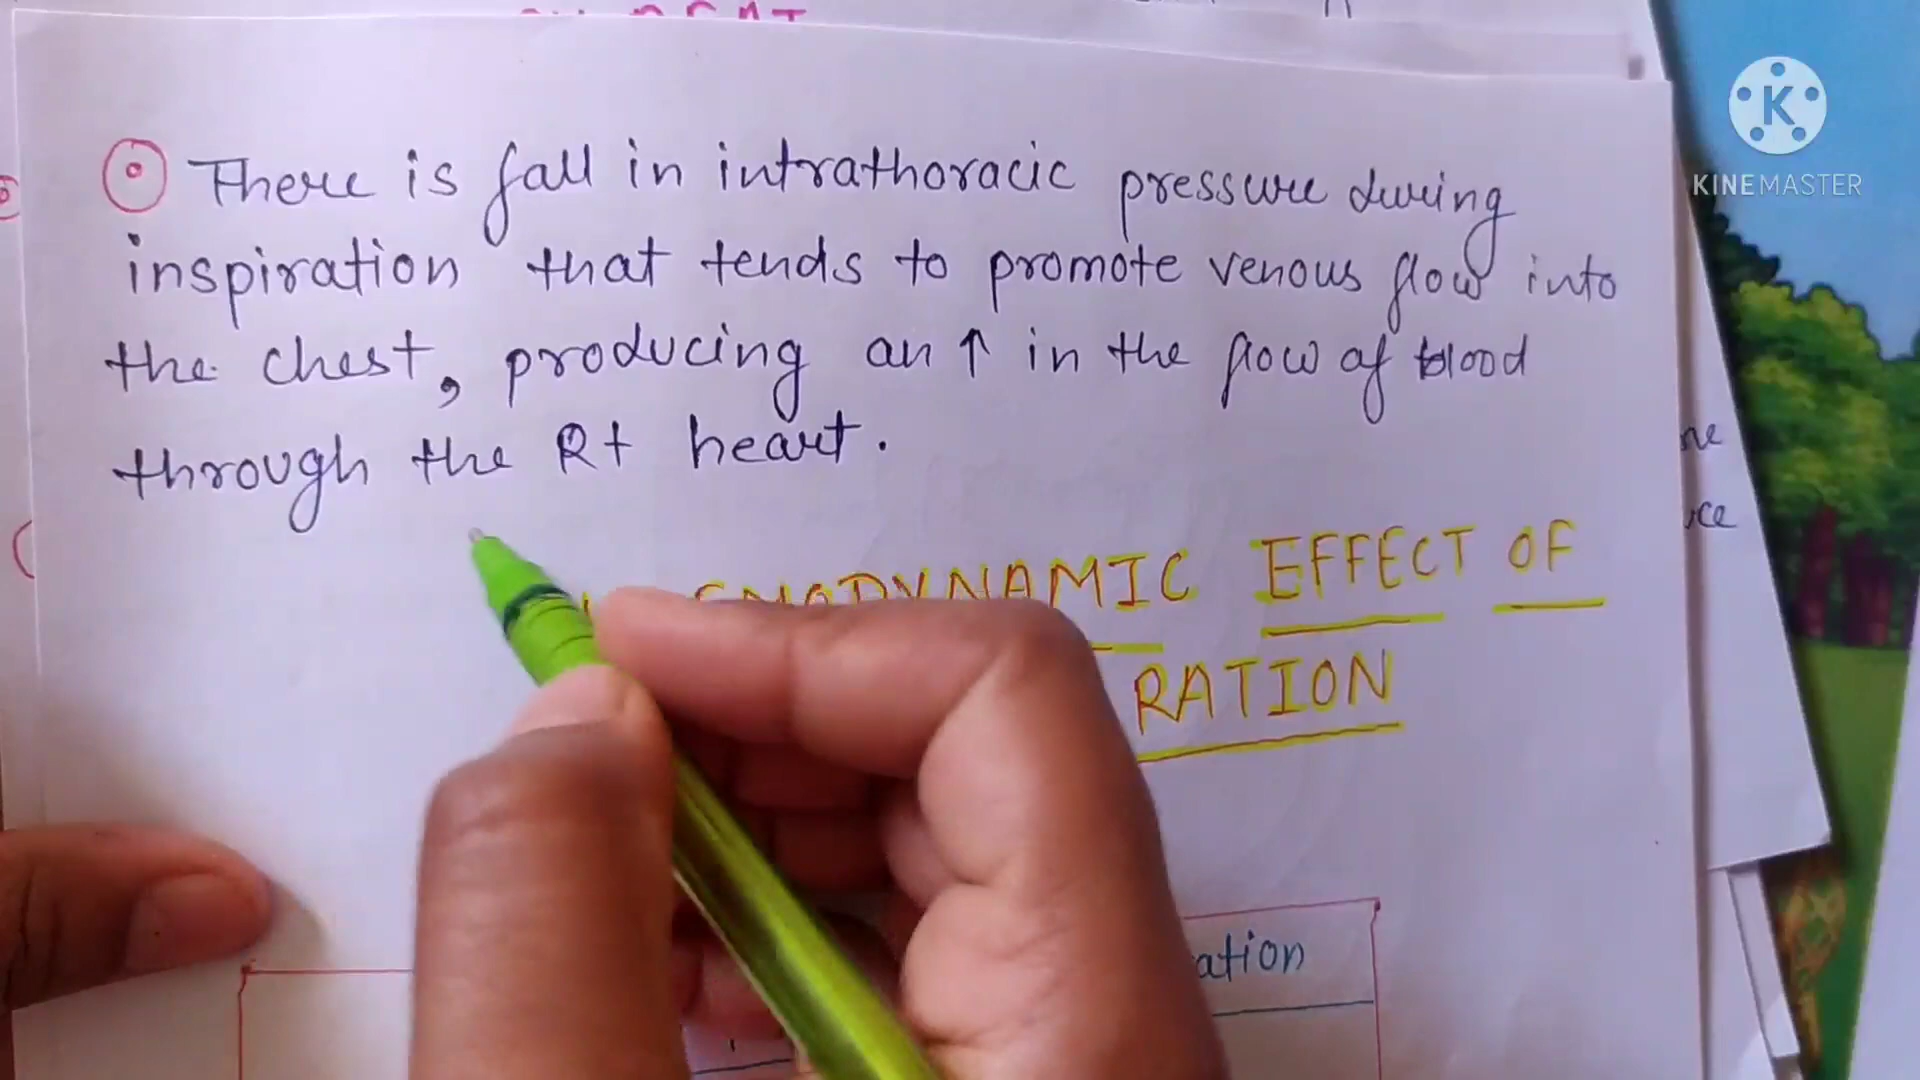 There is fall in intrathoracic pressure during
inspiration that tends to promote venous flow into
the chest, producing an ↑ in the flow of blood
through the Rt heart.
EFFECT OF
RATION
ation
K
KINEMASTER